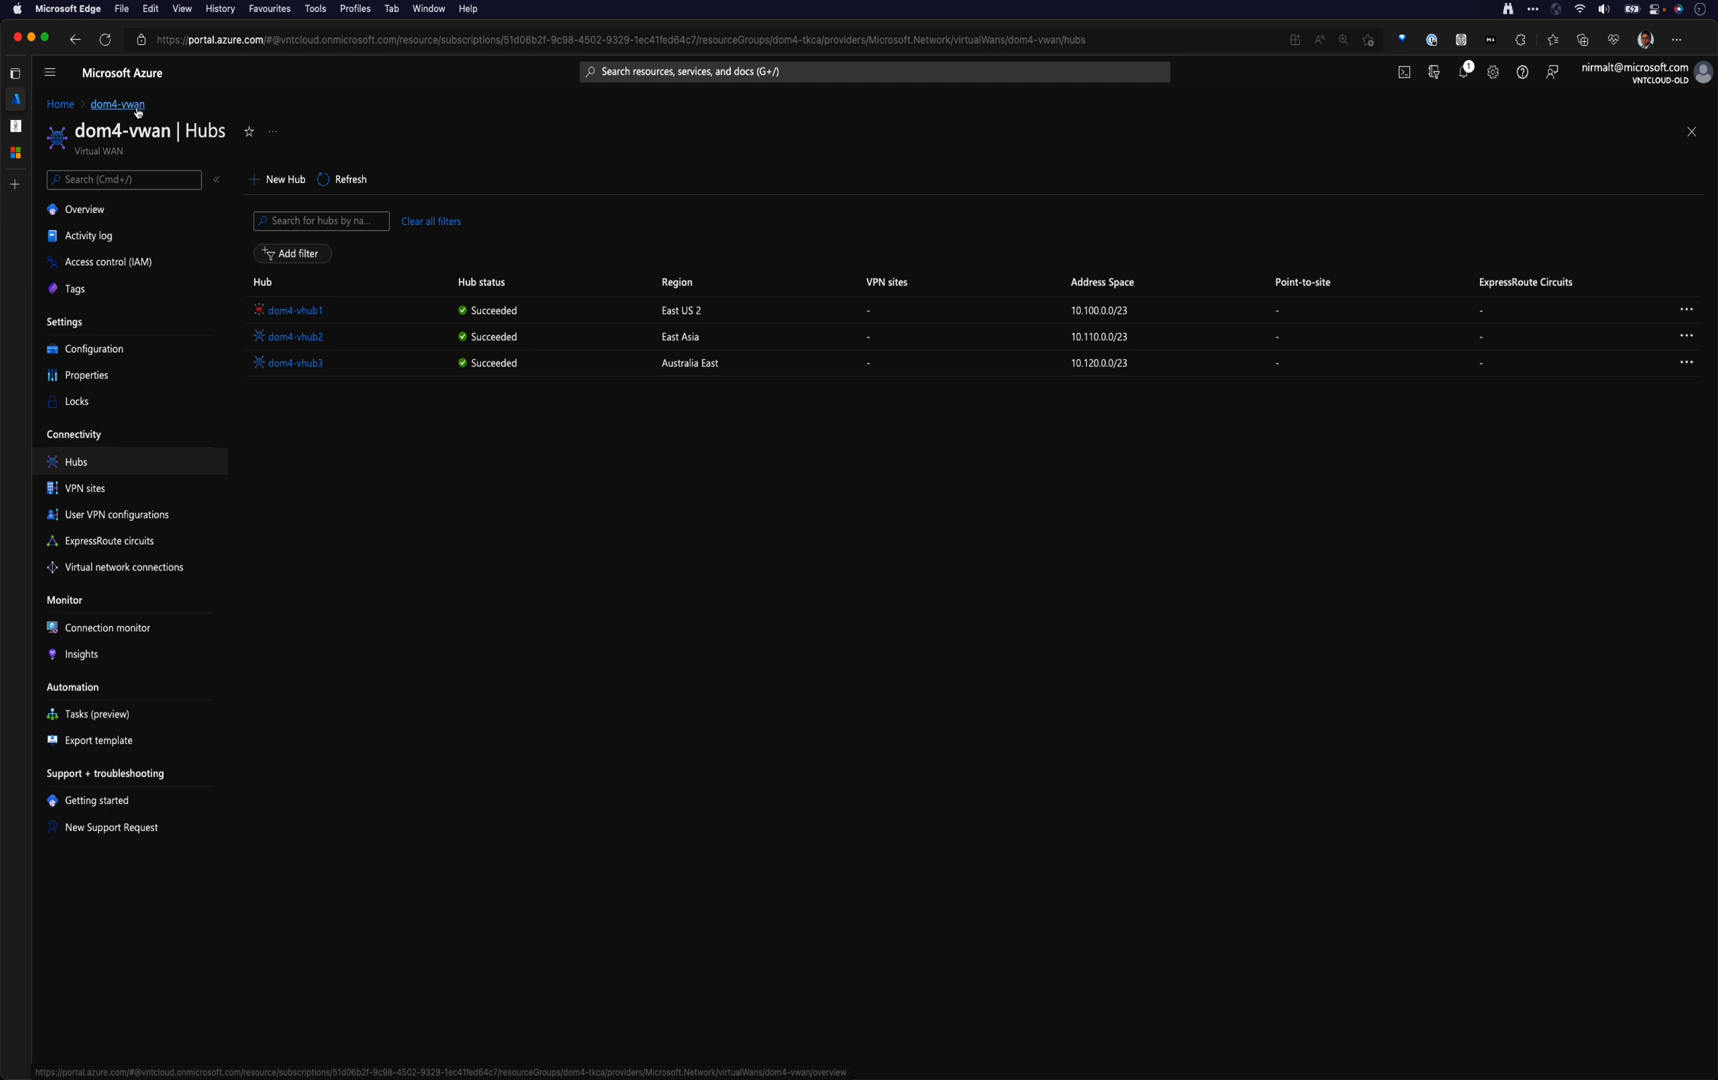 Microsoft Edge File Edit View History Favourites Tools Profiles Tab Window Help
https://portal.azure.com/#@vntcloud.onmicrosoft.com/resource/subscriptions/51d06b2f-9c98-4502-9329-1ec41fed64c7/resourceGroups/dom4-tkca/providers/Microsoft.Network/virtualWans/dom4-vwan/hubs
Microsoft Azure
Search resources, services, and docs (G+/)
1
nirmalt@microsoft.com
VNTCLOUD-OLD
Home > dom4-vwan
dom4-vwan | Hubs
Virtual WAN
Search (Cmd+/)
Overview
Activity log
Access control (IAM)
Tags
Settings
Configuration
Properties
Locks
Connectivity
Hubs
VPN sites
User VPN configurations
ExpressRoute circuits
Virtual network connections
Monitor
Connection monitor
Insights
Automation
Tasks (preview)
Export template
Support + troubleshooting
Getting started
New Support Request
New Hub Refresh
Search for hubs by na... Clear all filters
Add filter
Hub Hub status Region VPN sites Address Space Point-to-site ExpressRoute Circuits
dom4-vhub1 Succeeded East US 2 - 10.100.0.0/23 - -
dom4-vhub2 Succeeded East Asia - 10.110.0.0/23 - -
dom4-vhub3 Succeeded Australia East - 10.120.0.0/23 - -
https://portal.azure.com/#@vntcloud.onmicrosoft.com/resource/subscriptions/51d06b2f-9c98-4502-9329-1ec41fed64c7/resourceGroups/dom4-tkca/providers/Microsoft.Network/virtualWans/dom4-vwan/overview